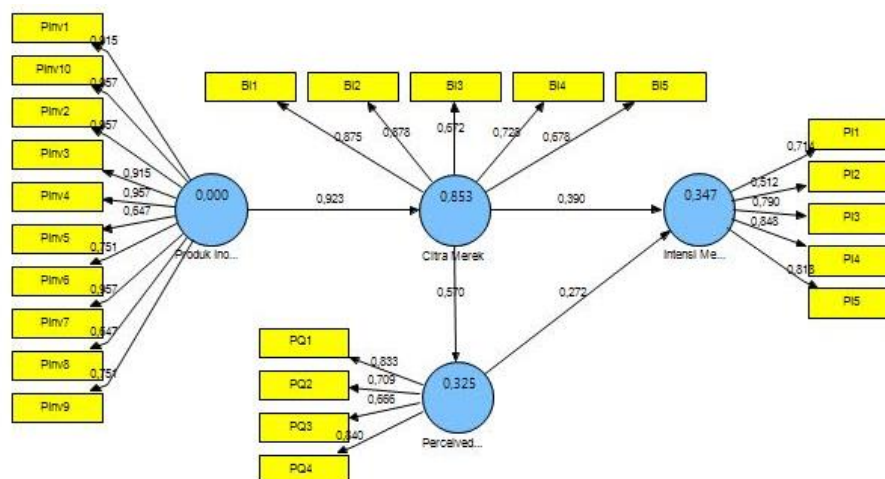 PInv1
0,915
PInv10
0,957
PInv2
0,957
PInv3
0,915
PInv4
0,957
PInv5
0,647
PInv6
0,751
PInv7
0,957
PInv8
0,647
PInv9
0,751
0,000
Produk Ino...
0,923
BI1
BI2
BI3
BI4
BI5
0,875
0,878
0,672
0,728
0,678
0,853
Citra Merek
0,390
0,570
0,272
PQ1
0,833
PQ2
0,709
PQ3
0,666
PQ4
0,840
0,325
Perceived...
0,347
Intensi Me...
PI1
0,714
PI2
0,512
PI3
0,790
PI4
0,848
PI5
0,818